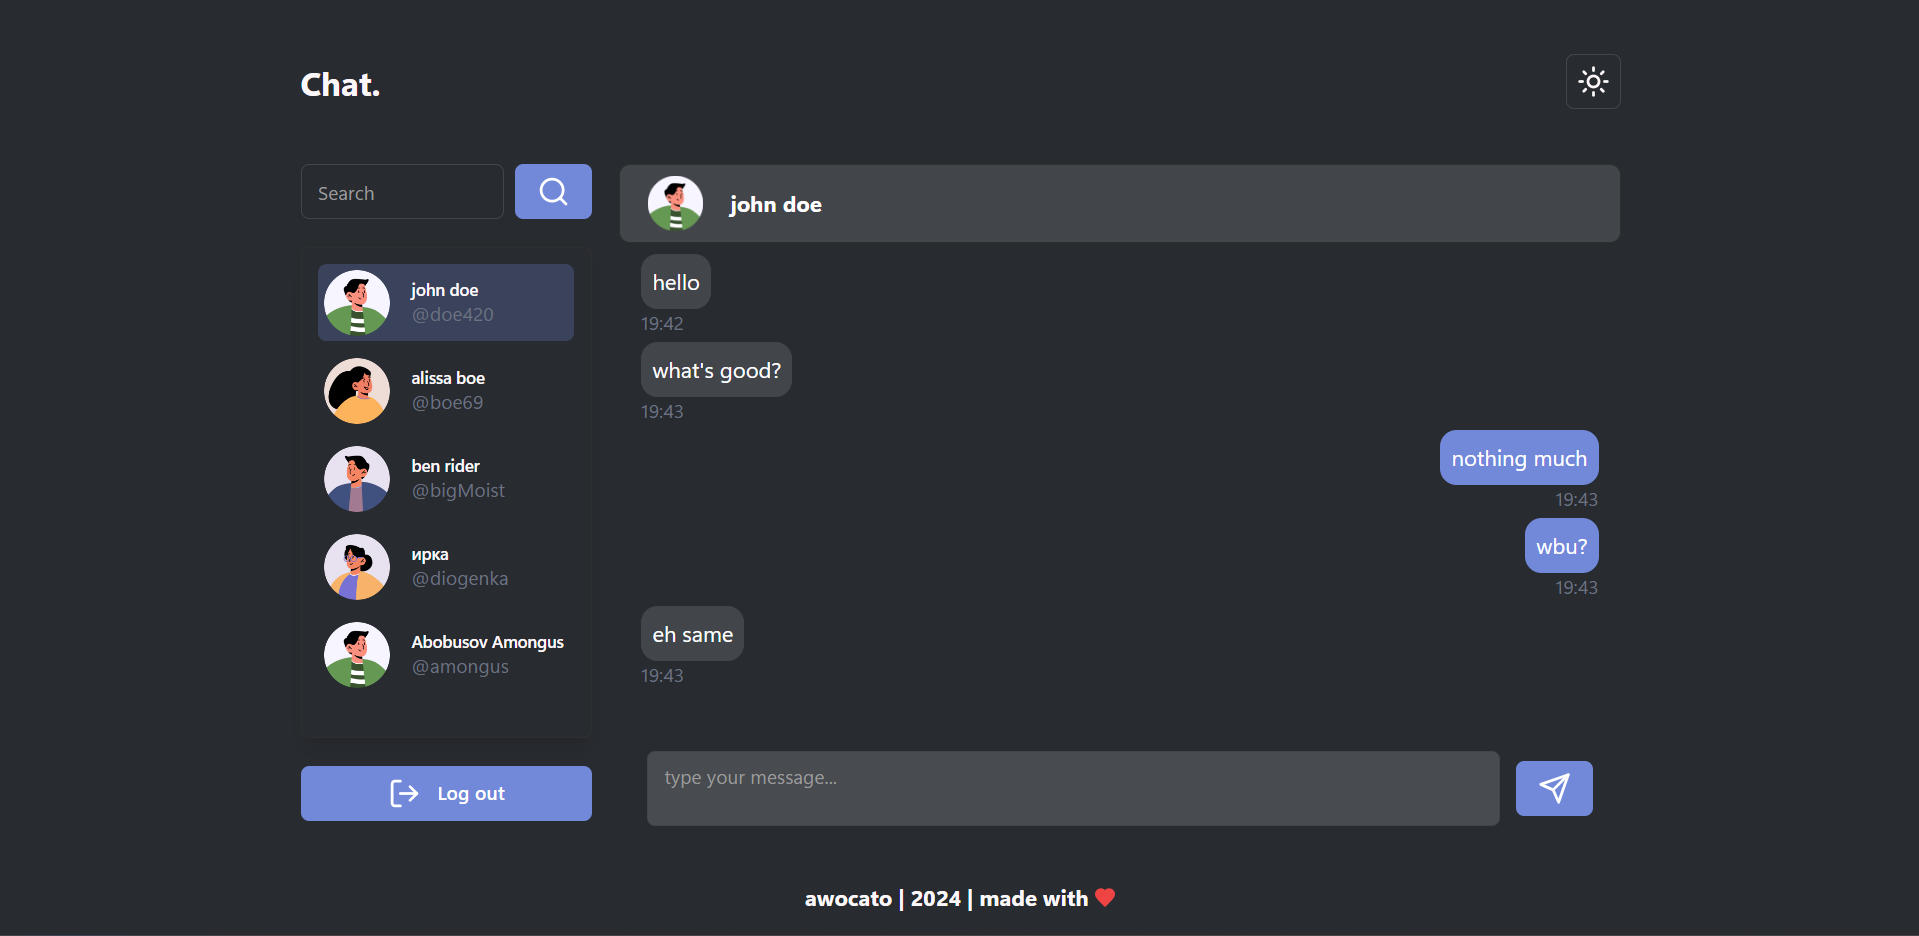 Chat.
Search
john doe
@doe420
alissa boe
@boe69
ben rider
@bigMoist
ирка
@diogenka
Abobusov Amongus
@amongus
Log out
john doe
hello
19:42
what's good?
19:43
nothing much
19:43
wbu?
19:43
eh same
19:43
type your message...
awocato | 2024 | made with ❤